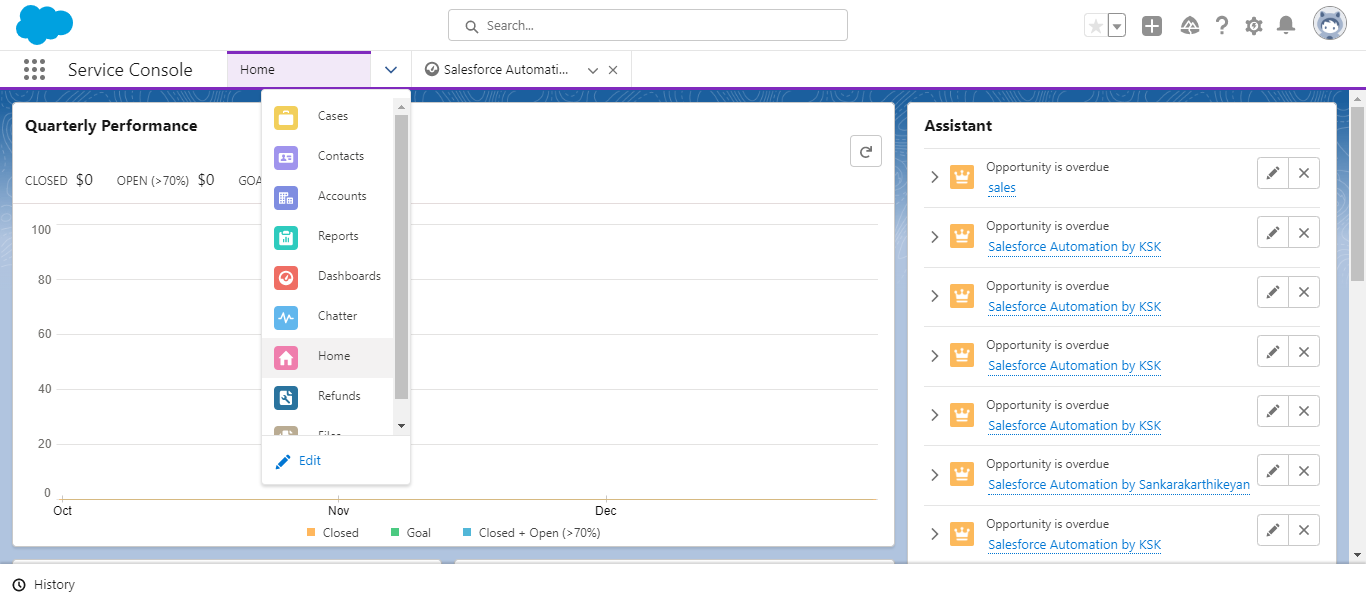 Search...
Service Console
Home
Salesforce Automati...
Quarterly Performance
CLOSED $0 OPEN (>70%) $0 GOA
100
80
60
40
20
0
Oct Nov Dec
Closed Goal Closed + Open (>70%)
Cases
Contacts
Accounts
Reports
Dashboards
Chatter
Home
Refunds
Files
Edit
Assistant
Opportunity is overdue
sales
Opportunity is overdue
Salesforce Automation by KSK
Opportunity is overdue
Salesforce Automation by KSK
Opportunity is overdue
Salesforce Automation by KSK
Opportunity is overdue
Salesforce Automation by KSK
Opportunity is overdue
Salesforce Automation by Sankarakarthikeyan
Opportunity is overdue
Salesforce Automation by KSK
History